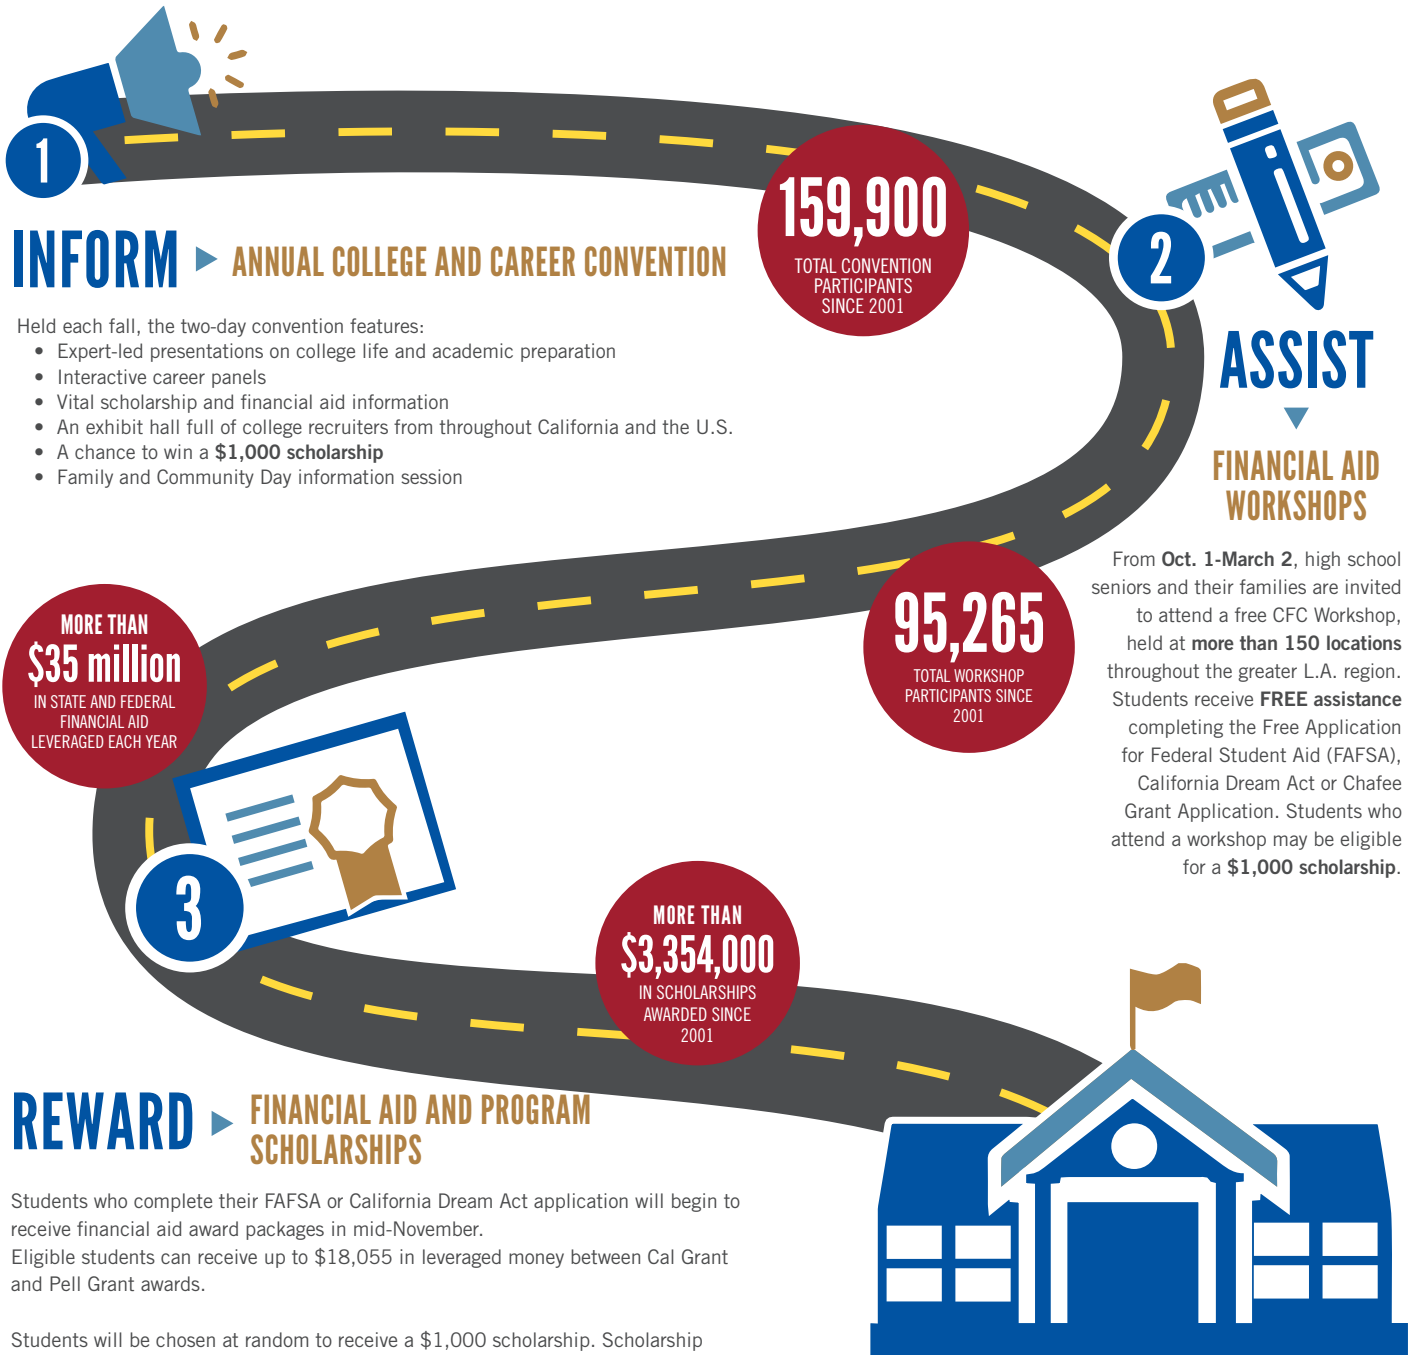 1
INFORM
ANNUAL COLLEGE AND CAREER CONVENTION
Held each fall, the two-day convention features:
• Expert-led presentations on college life and academic preparation
• Interactive career panels
• Vital scholarship and financial aid information
• An exhibit hall full of college recruiters from throughout California and the U.S.
• A chance to win a $1,000 scholarship
• Family and Community Day information session
159,900
TOTAL CONVENTION
PARTICIPANTS
SINCE 2001
2
ASSIST
FINANCIAL AID
WORKSHOPS
From Oct. 1-March 2, high school
seniors and their families are invited
to attend a free CFC Workshop,
held at more than 150 locations
throughout the greater L.A. region.
Students receive FREE assistance
completing the Free Application
for Federal Student Aid (FAFSA),
California Dream Act or Chafee
Grant Application. Students who
attend a workshop may be eligible
for a $1,000 scholarship.
95,265
TOTAL WORKSHOP
PARTICIPANTS SINCE
2001
MORE THAN
$35 million
IN STATE AND FEDERAL
FINANCIAL AID
LEVERAGED EACH YEAR
3
MORE THAN
$3,354,000
IN SCHOLARSHIPS
AWARDED SINCE
2001
REWARD
FINANCIAL AID AND PROGRAM
SCHOLARSHIPS
Students who complete their FAFSA or California Dream Act application will begin to
receive financial aid award packages in mid-November.
Eligible students can receive up to $18,055 in leveraged money between Cal Grant
and Pell Grant awards.
Students will be chosen at random to receive a $1,000 scholarship. Scholarship